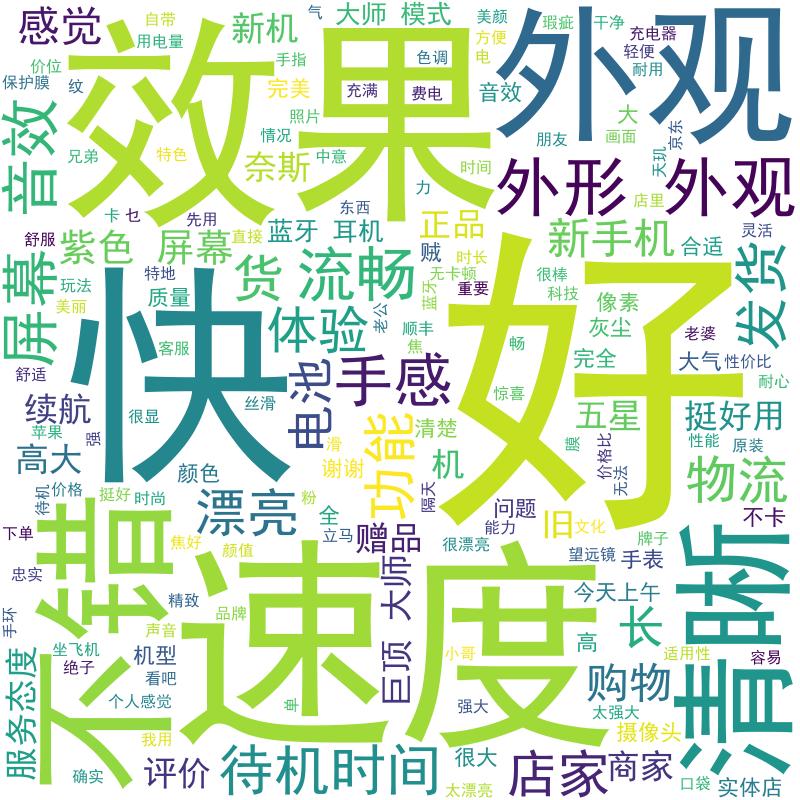 感觉
自带
用电量
新机
气
大师 模式
美颜
瑕疵
干净
充电器
外观
效果
手指
色调
方便
电
轻便
耐用
价位
保护膜
纹
完美
充满
费电
音效
照片
大
画面
朋友
京东
天玑
音效
兄弟
特色
情况
奈斯
中意
时间
力
外形 外观
店里
卡
乜
先用
东西
舒服
紫色 屏幕
直接
蓝牙 耳机
正品
贼
时长
新手机
合适
灵活
发货
屏幕
玩法
美丽
特地
质量
货
流畅
无卡顿
蓝牙
重要
很棒
科技
像素
灰尘
老公
顺丰
焦
畅
老婆
快
好
客服
体验
完全
大气
性价比
舒适
丝滑
电池
手感
惊喜
耐心
续航
苹果
很显
强
五星
挺好用
性能
原装
高大
滑
功能
清楚
机
膜
价格比
无法
颜色
谢谢
物流
待机
价格
挺好
时尚
漂亮
粉
全
隔天
问题
能力
旧
文化
牌子
不卡
下单
立马
赠品
不错
焦好
颜值
很漂亮
望远镜
手表
清晰
忠实
精致
速度
大师
巨顶
今天上午
手环
品牌
长
声音
坐飞机
绝子
机型
看吧
小哥
高
适用性
容易
服务态度
个人感觉
单
强大
购物
太强大
我用
摄像头
确实
评价
待机时间
很大
太漂亮
店家
商家
口袋
实体店